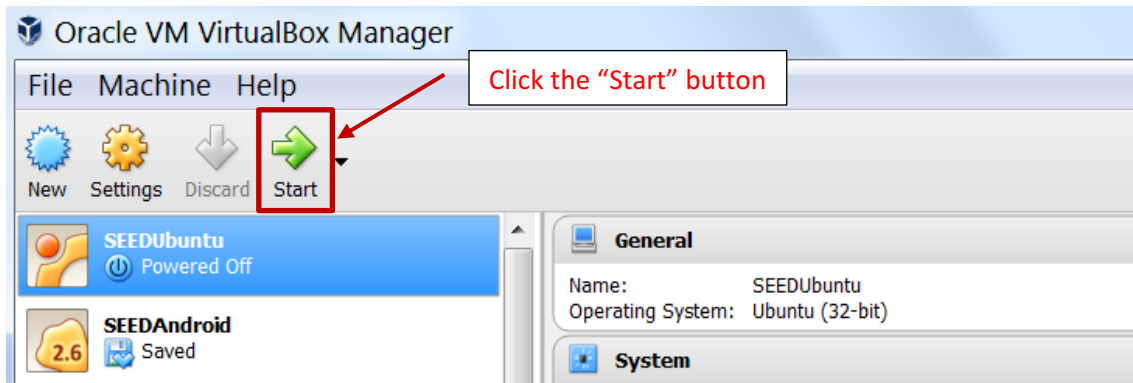 Oracle VM VirtualBox Manager
File Machine Help
Click the “Start” button
New Settings Discard Start
SEEDUbuntu
Powered Off
SEEDAndroid
2.6 Saved
General
Name: SEEDUbuntu
Operating System: Ubuntu (32-bit)
System